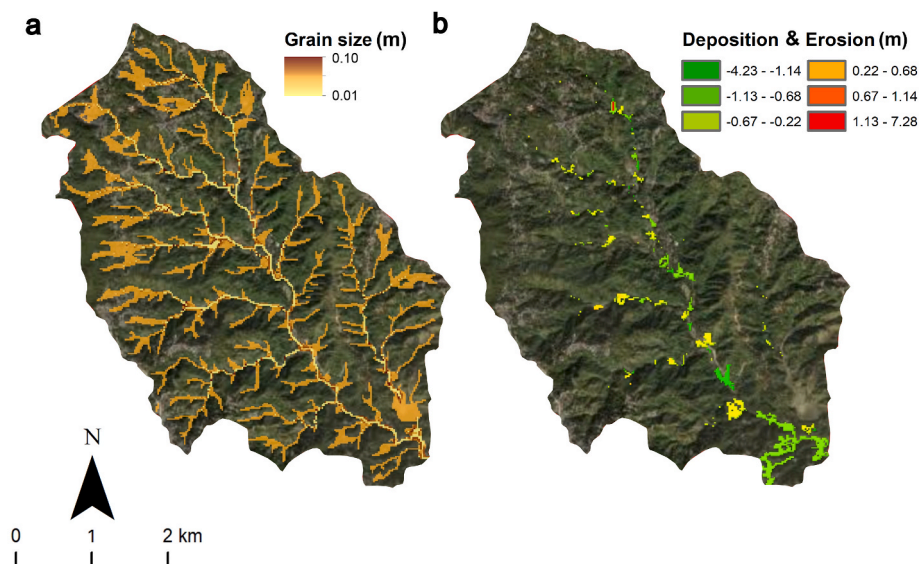 a
Grain size (m)
0.10
0.01
b
Deposition & Erosion (m)
-4.23 - -1.14
-1.13 - -0.68
-0.67 - -0.22
0.22 - 0.68
0.67 - 1.14
1.13 - 7.28
N
0 1 2 km